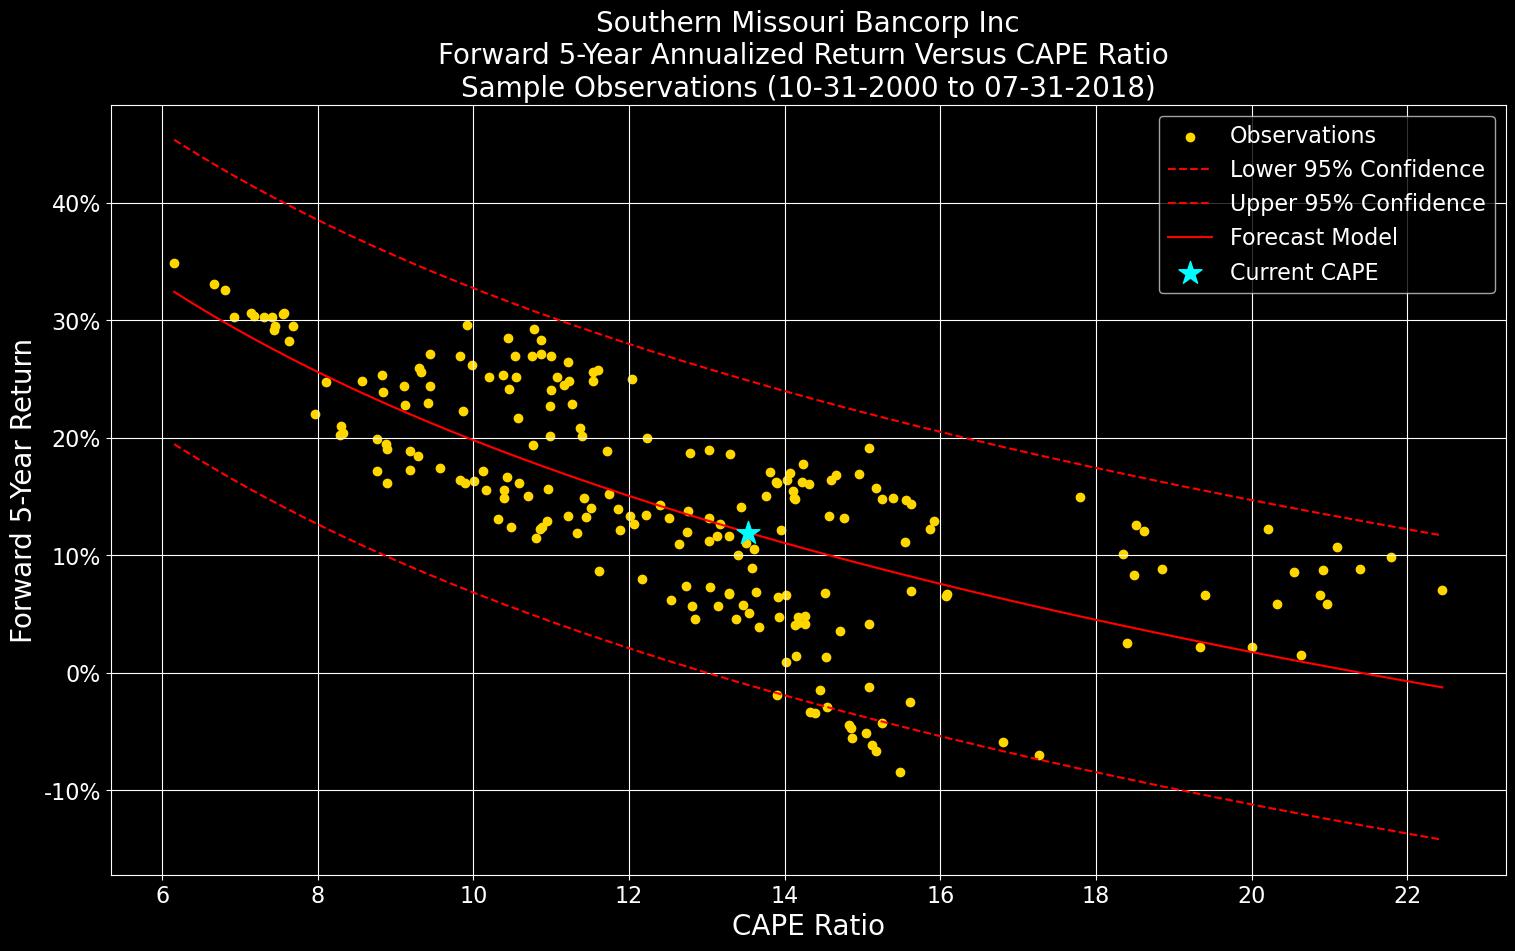 Southern Missouri Bancorp Inc
Forward 5-Year Annualized Return Versus CAPE Ratio
Sample Observations (10-31-2000 to 07-31-2018)
Observations
Lower 95% Confidence
Upper 95% Confidence
Forecast Model
Current CAPE
Forward 5-Year Return
40%
30%
20%
10%
0%
-10%
6 8 10 12 14 16 18 20 22
CAPE Ratio